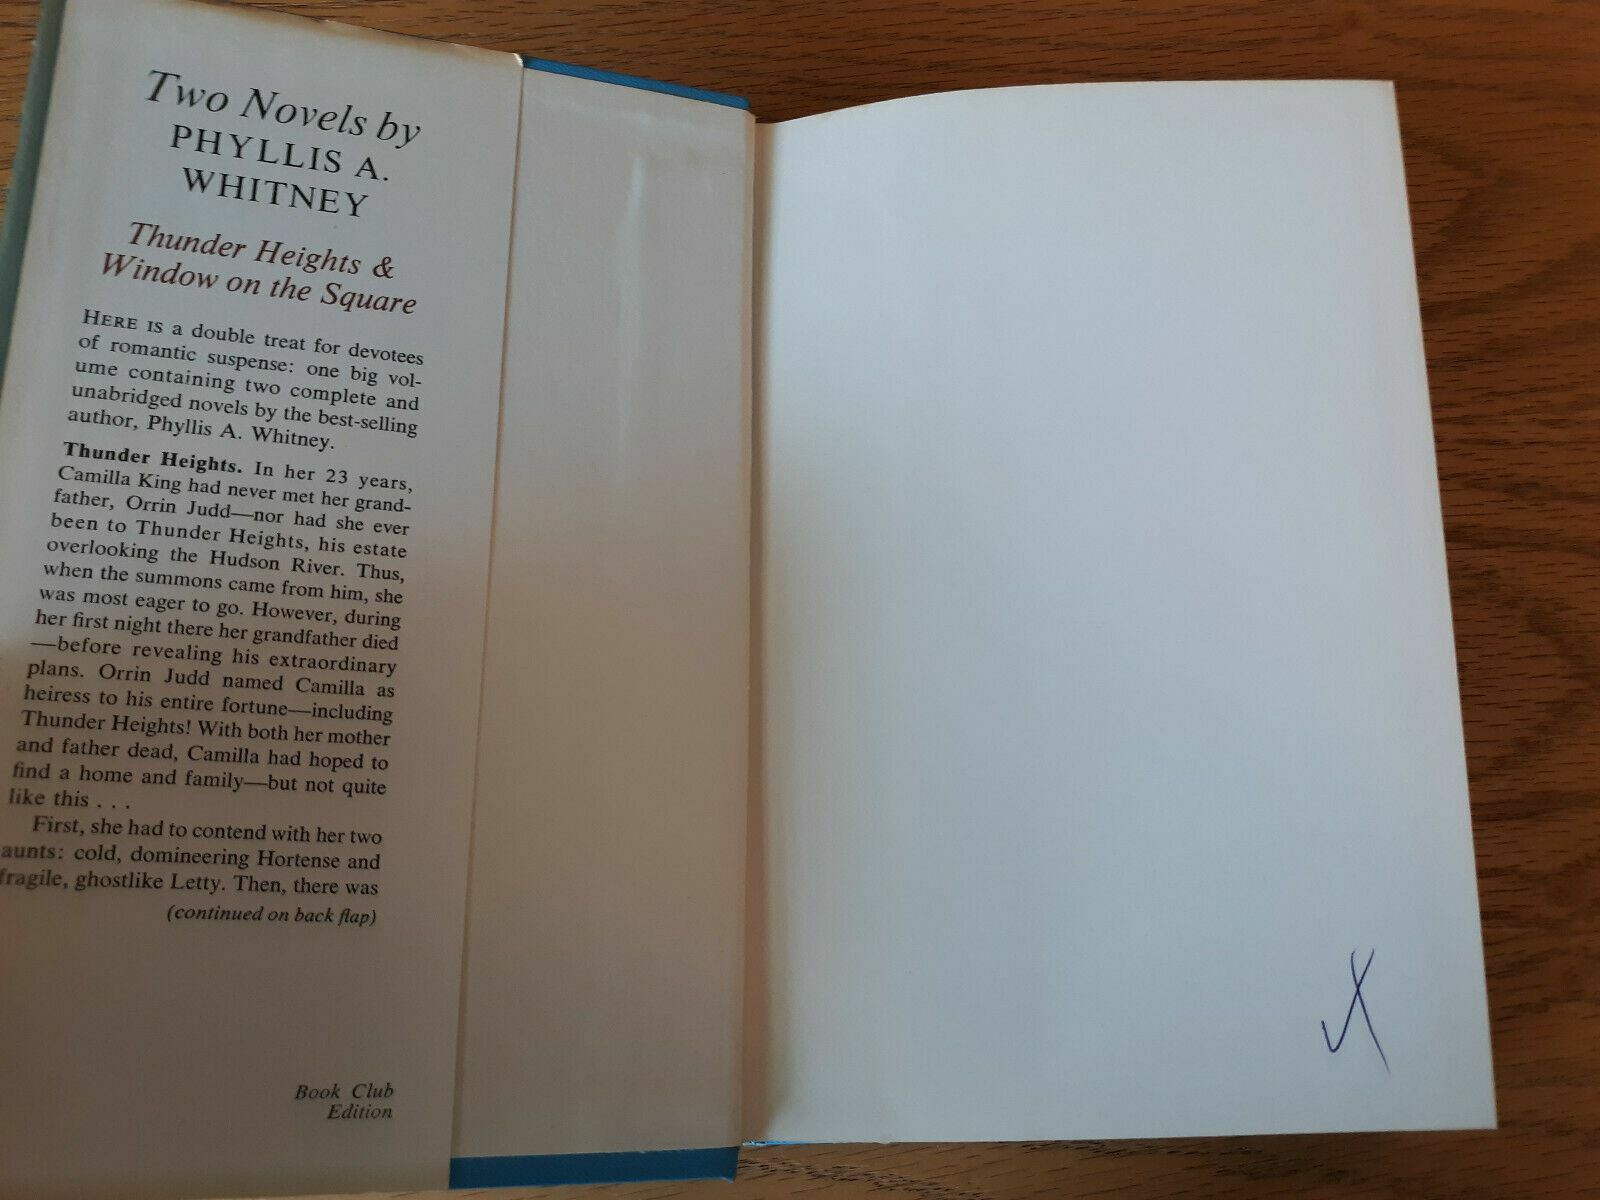 Two Novels by
PHYLLIS A.
WHITNEY
Thunder Heights &
Window on the Square
HERE IS a double treat for devotees
of romantic suspense: one big vol-
ume containing two complete and
unabridged novels by the best-selling
author, Phyllis A. Whitney.
Thunder Heights. In her 23 years,
Camilla King had never met her grand-
father, Orrin Judd—nor had she ever
been to Thunder Heights, his estate
overlooking the Hudson River. Thus,
when the summons came from him, she
was most eager to go. However, during
her first night there her grandfather died
—before revealing his extraordinary
plans. Orrin Judd named Camilla as
heiress to his entire fortune—including
Thunder Heights! With both her mother
and father dead, Camilla had hoped to
find a home and family—but not quite
like this . . .
First, she had to contend with her two
aunts: cold, domineering Hortense and
fragile, ghostlike Letty. Then, there was
(continued on back flap)
Book Club
Edition